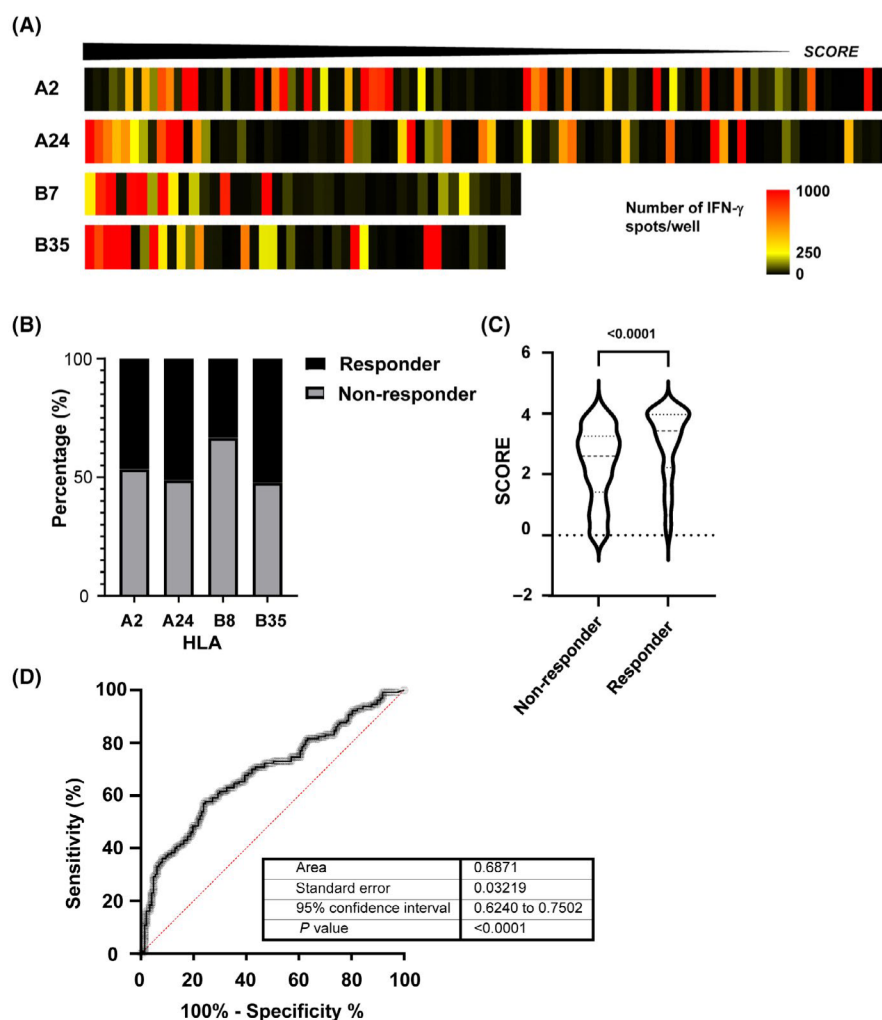 (A)
SCORE
A2
A24
B7
B35
Number of IFN-γ
spots/well
1000
250
0
(B)
100
50
0
Percentage (%)
A2 A24 B8 B35
HLA
Responder
Non-responder
(C)
<0.0001
6
4
2
0
–2
SCORE
Non-responder
Responder
(D)
100
80
60
40
20
0
Sensitivity (%)
0 20 40 60 80 100
100% - Specificity %
Area 0.6871
Standard error 0.03219
95% confidence interval 0.6240 to 0.7502
P value <0.0001